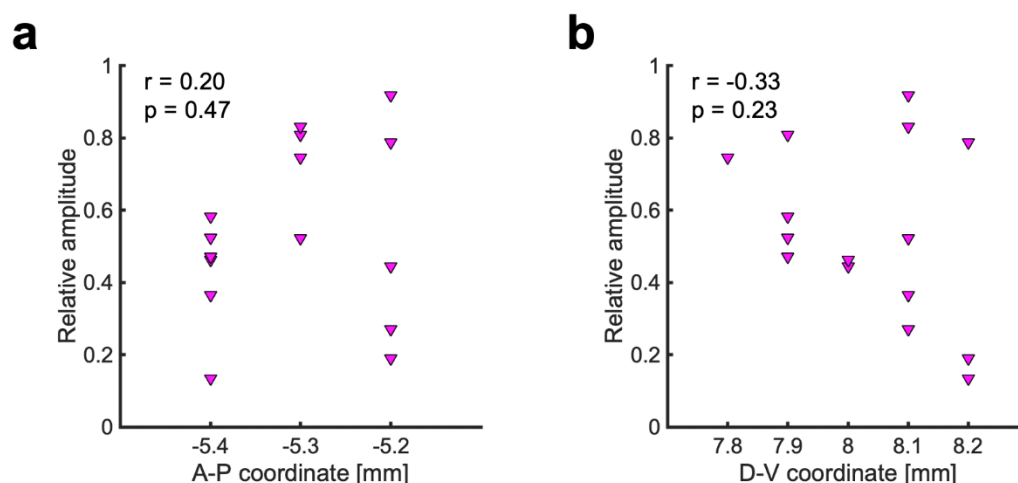 a
r = 0.20
p = 0.47
Relative amplitude
1
0.8
0.6
0.4
0.2
0
-5.4 -5.3 -5.2
A-P coordinate [mm]
b
r = -0.33
p = 0.23
Relative amplitude
1
0.8
0.6
0.4
0.2
0
7.8 7.9 8 8.1 8.2
D-V coordinate [mm]